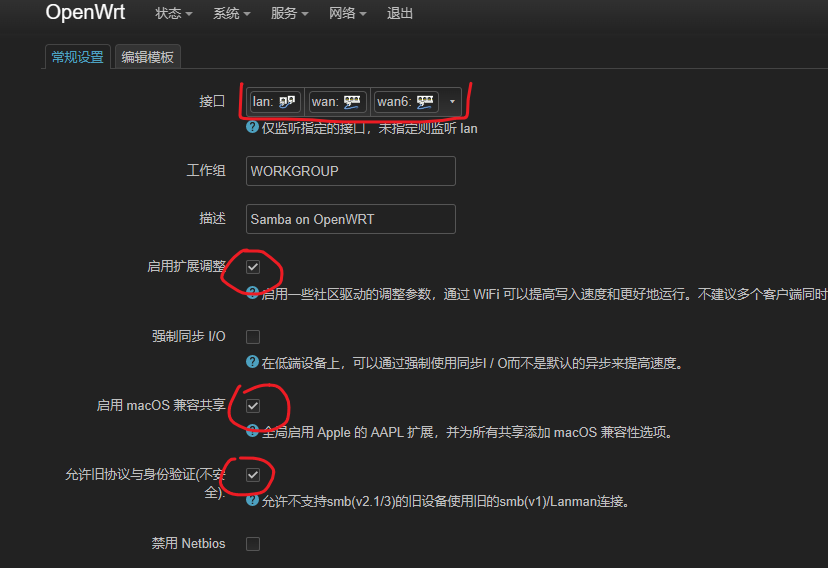 OpenWrt 状态 系统 服务 网络 退出
常规设置 编辑模板
接口 lan: wan: wan6:
仅监听指定的接口，未指定则监听 lan
工作组 WORKGROUP
描述 Samba on OpenWRT
启用扩展调整
启用一些社区驱动的调整参数，通过 WiFi 可以提高写入速度和更好地运行。不建议多个客户端同时
强制同步 I/O
在低端设备上，可以通过强制使用同步I / O而不是默认的异步来提高速度。
启用 macOS 兼容共享
全局启用 Apple 的 AAPL 扩展，并为所有共享添加 macOS 兼容性选项。
允许旧协议与身份验证(不安
全).
允许不支持smb(v2.1/3)的旧设备使用旧的smb(v1)/Lanman连接。
禁用 Netbios